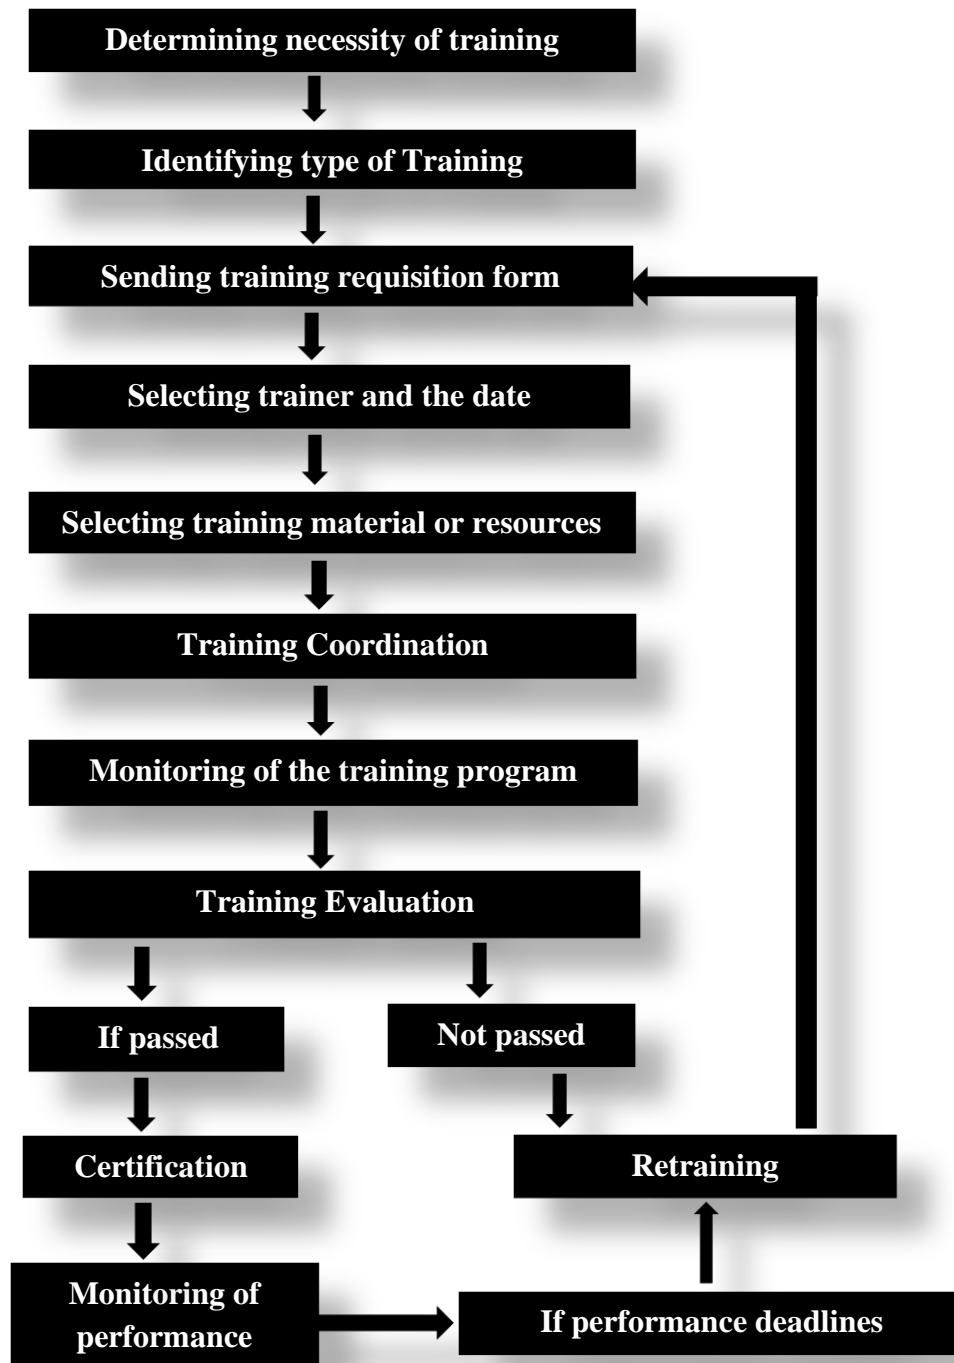 Determining necessity of training
Identifying type of Training
Sending training requisition form
Selecting trainer and the date
Selecting training material or resources
Training Coordination
Monitoring of the training program
Training Evaluation
If passed
Not passed
Certification
Retraining
Monitoring of
performance
If performance deadlines